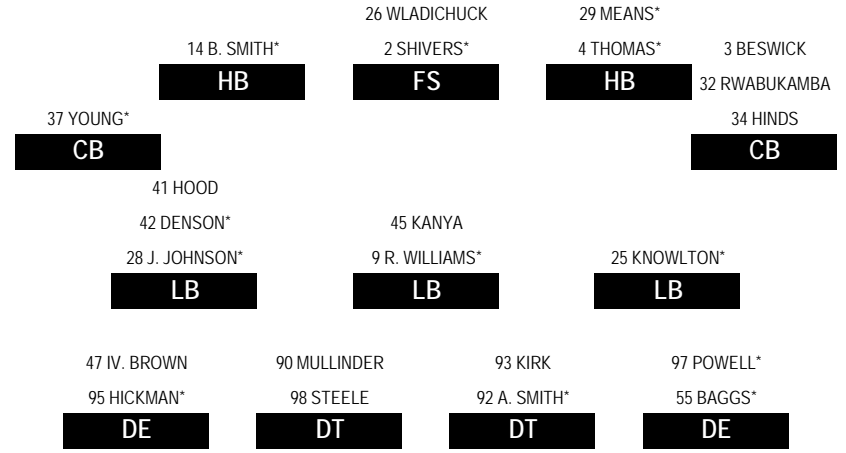 26 WLADICHUCK 29 MEANS*
14 B. SMITH* 2 SHIVERS* 4 THOMAS* 3 BESWICK
HB FS HB 32 RWABUKAMBA
37 YOUNG* 34 HINDS
CB CB
41 HOOD
42 DENSON* 45 KANYA
28 J. JOHNSON* 9 R. WILLIAMS* 25 KNOWLTON*
LB LB LB
47 IV. BROWN 90 MULLINDER 93 KIRK 97 POWELL*
95 HICKMAN* 98 STEELE 92 A. SMITH* 55 BAGGS*
DE DT DT DE